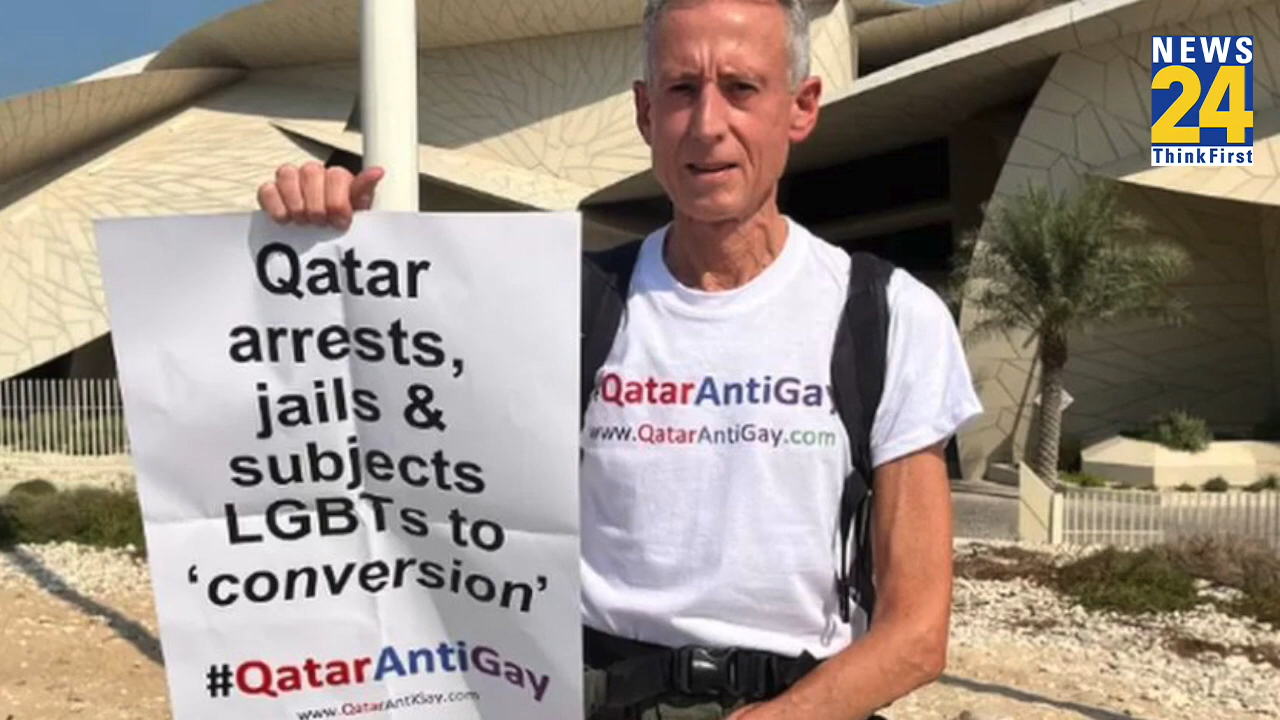 Qatar
arrests,
jails &
subjects
LGBTs to
‘conversion’
#QatarAntiGay
www.QatarAntiGay.com
#QatarAntiGay
www.QatarAntiGay.com
NEWS
24
ThinkFirst